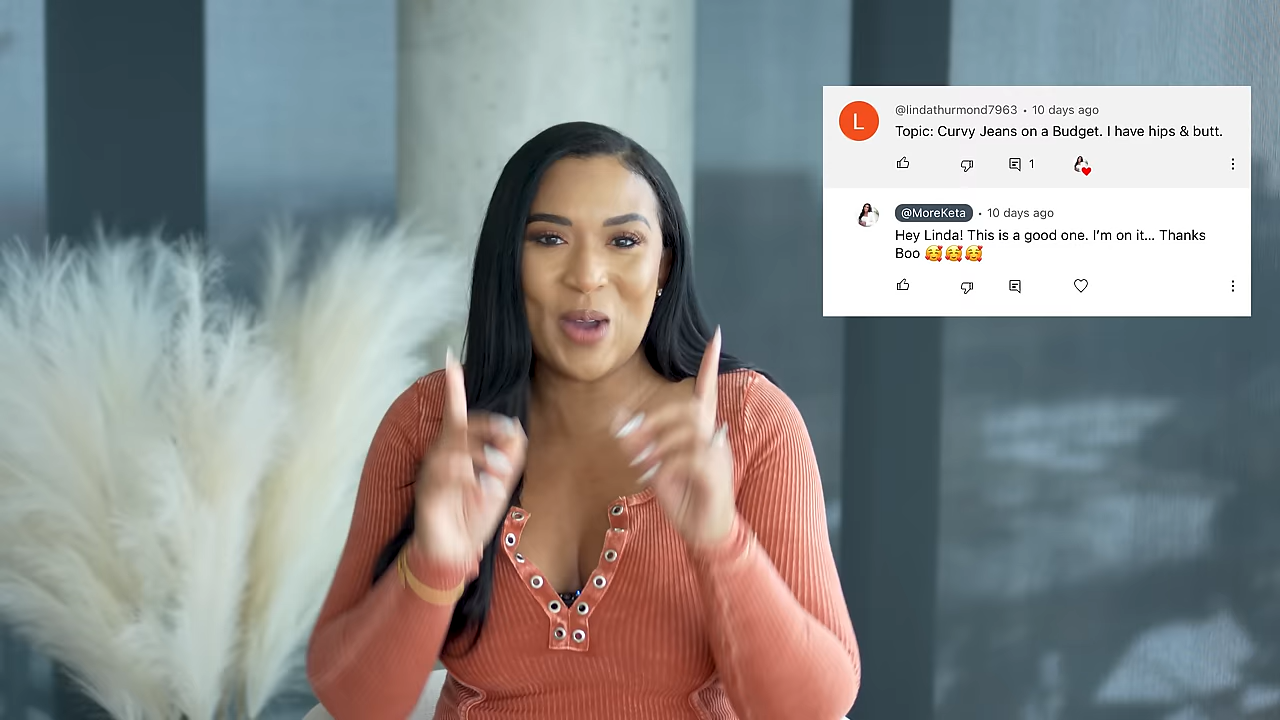 L
@lindathurmond7963 • 10 days ago
Topic: Curvy Jeans on a Budget. I have hips & butt.
1
@MoreKeta • 10 days ago
Hey Linda! This is a good one. I’m on it... Thanks
Boo 🥰🥰🥰